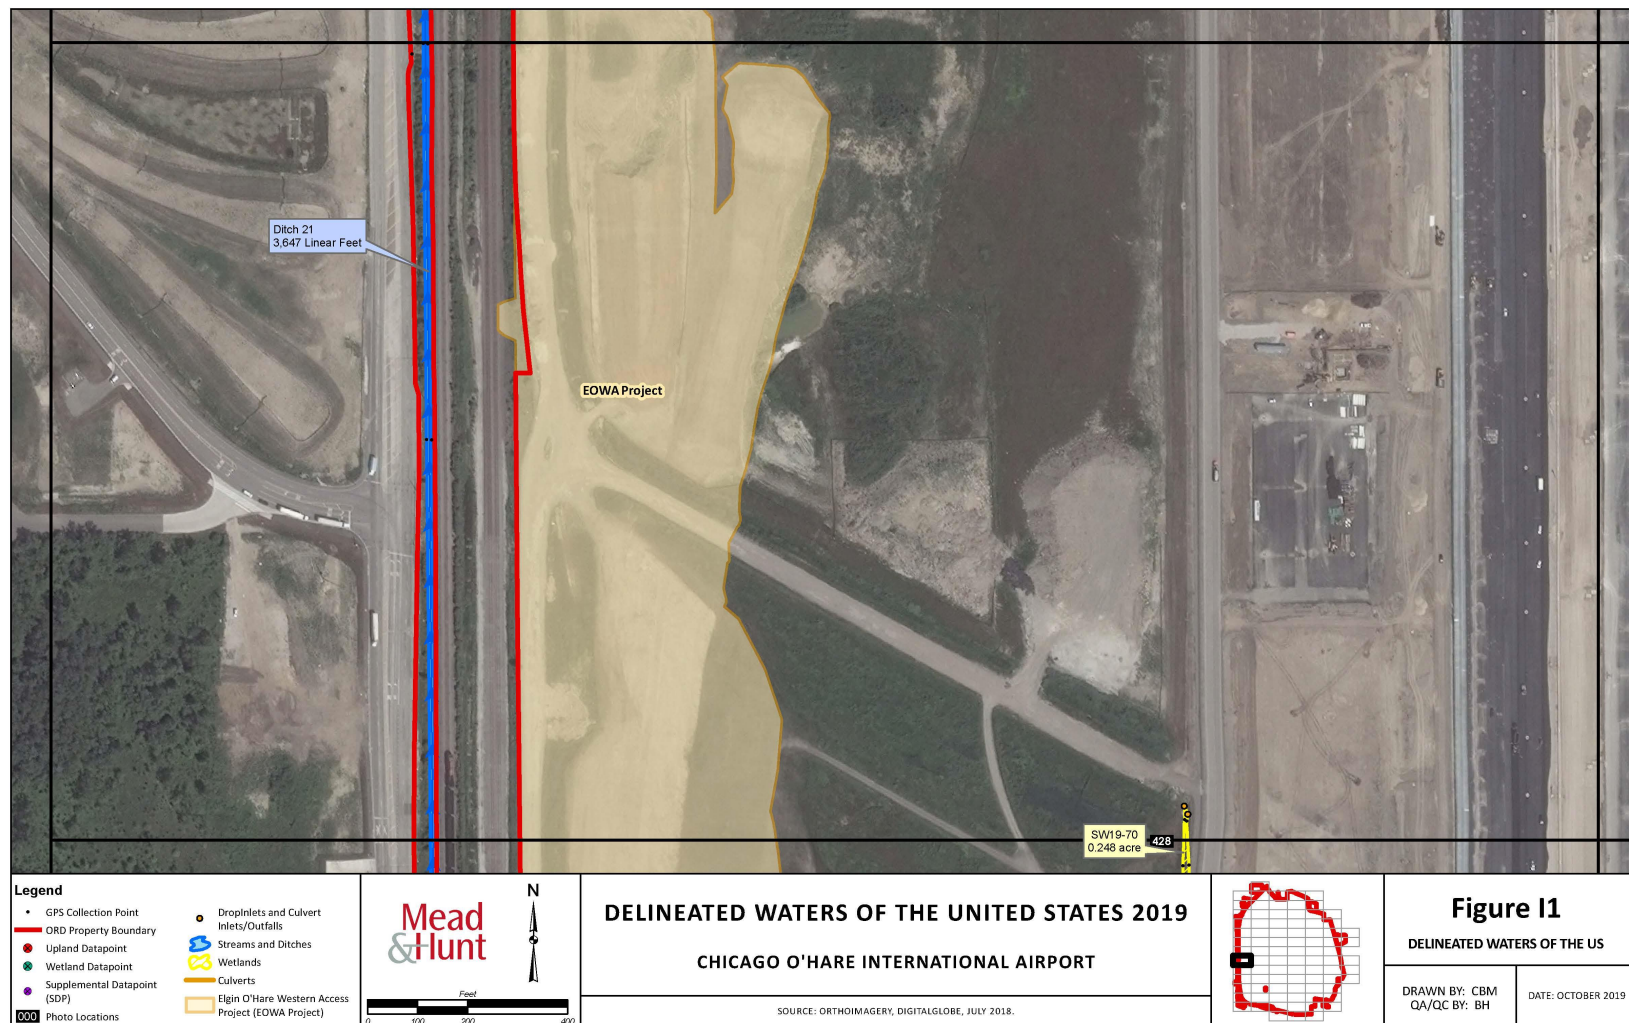 Ditch 21
3,647 Linear Feet
EOWA Project
SW19-70
0.248 acre
428
Legend
GPS Collection Point
ORD Property Boundary
Upland Datapoint
Wetland Datapoint
Supplemental Datapoint
(SDP)
000 Photo Locations
DropInlets and Culvert
Inlets/Outfalls
Streams and Ditches
Wetlands
Culverts
Elgin O'Hare Western Access
Project (EOWA Project)
Mead
&Hunt
N
Feet
0 100 200 400
DELINEATED WATERS OF THE UNITED STATES 2019
CHICAGO O'HARE INTERNATIONAL AIRPORT
SOURCE: ORTHOIMAGERY, DIGITALGLOBE, JULY 2018.
Figure I1
DELINEATED WATERS OF THE US
DRAWN BY: CBM
QA/QC BY: BH
DATE: OCTOBER 2019